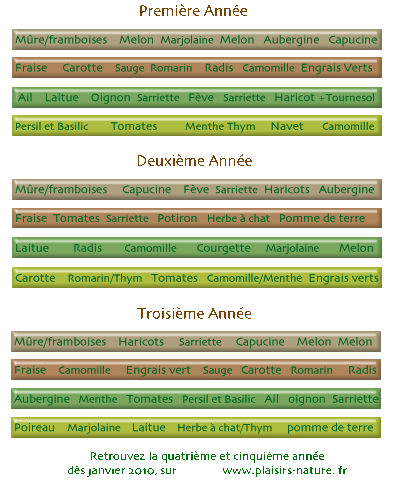 Première Année
Mûre/framboises Melon Marjolaine Melon Aubergine Capucine
Fraise Carotte Sauge Romarin Radis Camomille Engrais Verts
Ail Laitue Oignon Sarriette Fève Sarriette Haricot + Tournesol
Persil et Basilic Tomates Menthe Thym Navet Camomille
Deuxième Année
Mûre/framboises Capucine Fève Sarriette Haricots Aubergine
Fraise Tomates Sarriette Potiron Herbe à chat Pomme de terre
Laitue Radis Camomille Courgette Marjolaine Melon
Carotte Romarin/Thym Tomates Camomille/Menthe Engrais verts
Troisième Année
Mûre/framboises Haricots Sarriette Capucine Melon Melon
Fraise Camomille Engrais vert Sauge Carotte Romarin Radis
Aubergine Menthe Tomates Persil et Basilic Ail oignon Sarriette
Poireau Marjolaine Laitue Herbe à chat/Thym pomme de terre
Retrouvez la quatrième et cinquième année
dès janvier 2010, sur www.plaisirs-nature. fr